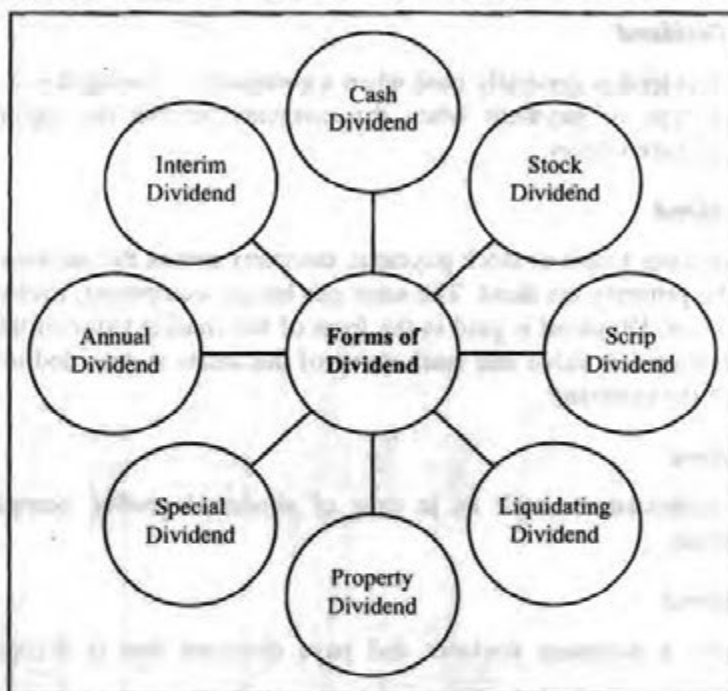 Cash
Dividend
Stock
Dividend
Scrip
Dividend
Liquidating
Dividend
Property
Dividend
Special
Dividend
Annual
Dividend
Interim
Dividend
Forms of
Dividend